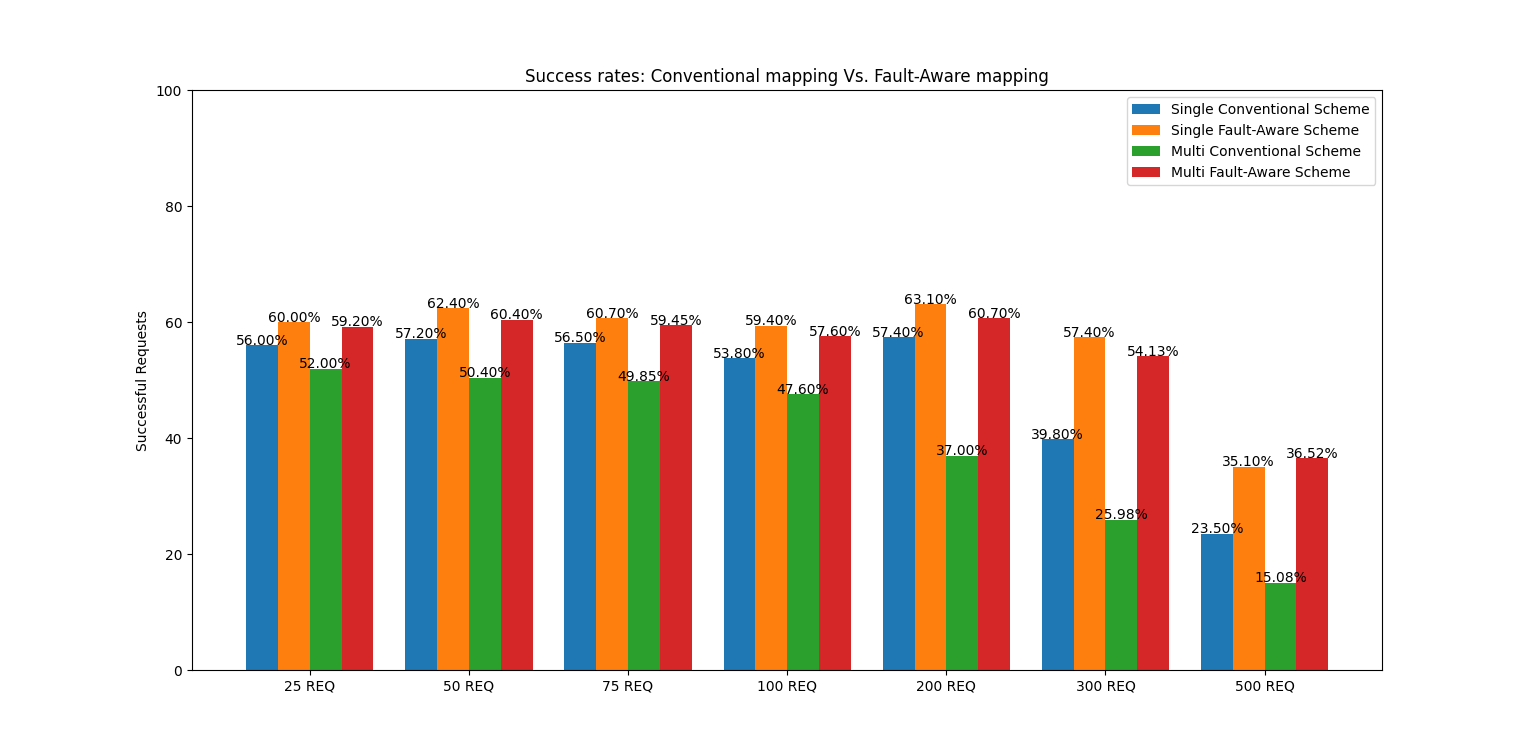 Success rates: Conventional mapping Vs. Fault-Aware mapping
100
80
60
40
20
0
Successful Requests
Single Conventional Scheme
Single Fault-Aware Scheme
Multi Conventional Scheme
Multi Fault-Aware Scheme
56.00%
60.00%
52.00%
59.20%
57.20%
62.40%
50.40%
60.40%
56.50%
60.70%
49.85%
59.45%
53.80%
59.40%
47.60%
57.60%
57.40%
63.10%
37.00%
60.70%
39.80%
57.40%
25.98%
54.13%
23.50%
35.10%
15.08%
36.52%
25 REQ
50 REQ
75 REQ
100 REQ
200 REQ
300 REQ
500 REQ